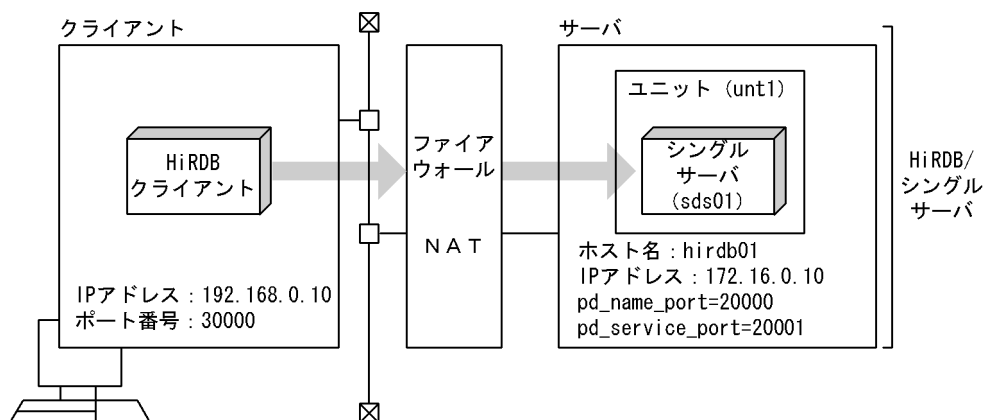 クライアント
HiRDB
クライアント
IPアドレス：192.168.0.10
ポート番号：30000
ファイア
ウォール
ＮＡＴ
サーバ
ユニット（unt1）
シングル
サーバ
（sds01）
ホスト名：hirdb01
IPアドレス：172.16.0.10
pd_name_port=20000
pd_service_port=20001
HiRDB/
シングル
サーバ